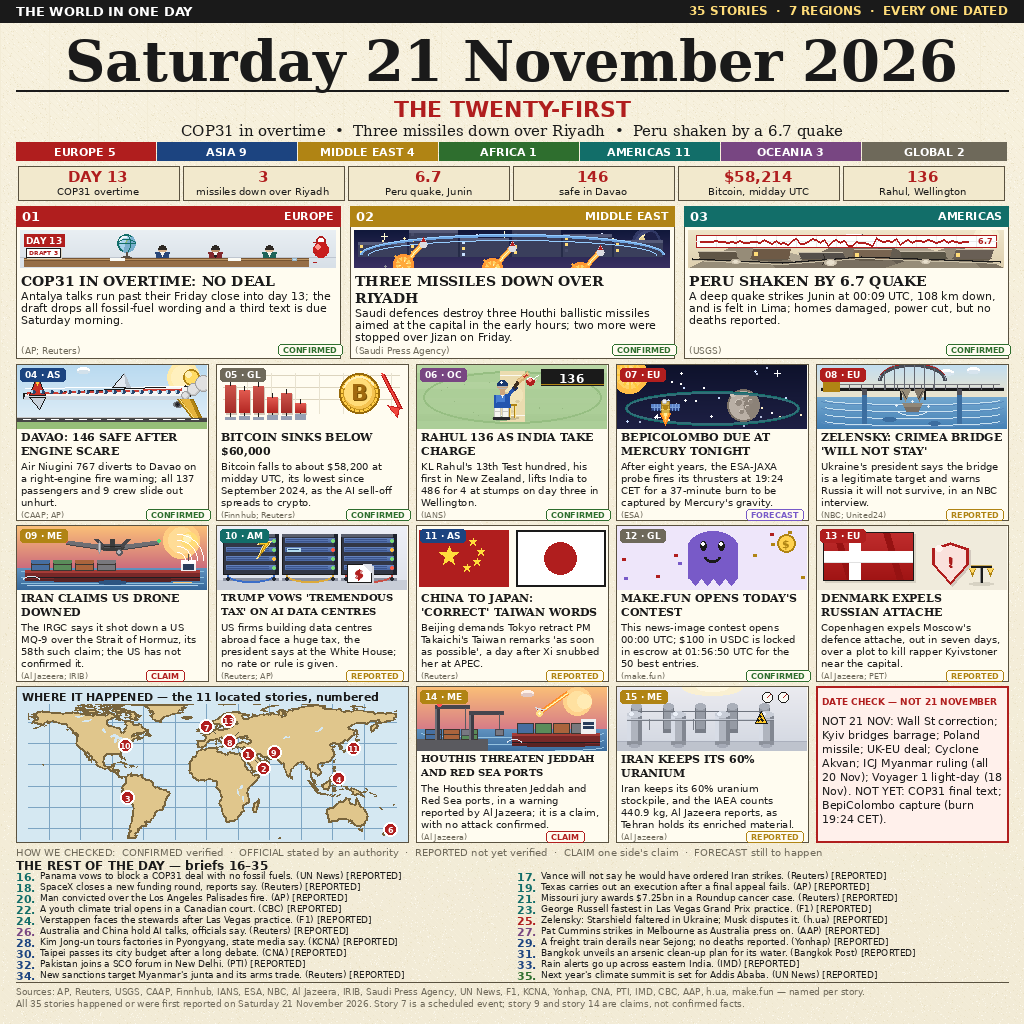 THE WORLD IN ONE DAY
35 STORIES · 7 REGIONS · EVERY ONE DATED
Saturday 21 November 2026
THE TWENTY-FIRST
COP31 in overtime • Three missiles down over Riyadh • Peru shaken by a 6.7 quake
EUROPE 5
ASIA 9
MIDDLE EAST 4
AFRICA 1
AMERICAS 11
OCEANIA 3
GLOBAL 2
DAY 13
COP31 overtime
3
missiles down over Riyadh
6.7
Peru quake, Junin
146
safe in Davao
$58,214
Bitcoin, midday UTC
136
Rahul, Wellington
01
EUROPE
DAY 13
DRAFT 3
COP31 IN OVERTIME: NO DEAL
Antalya talks run past their Friday close into day 13; the
draft drops all fossil-fuel wording and a third text is due
Saturday morning.
(AP; Reuters)
CONFIRMED
02
MIDDLE EAST
THREE MISSILES DOWN OVER
RIYADH
Saudi defences destroy three Houthi ballistic missiles
aimed at the capital in the early hours; two more were
stopped over Jizan on Friday.
(Saudi Press Agency)
CONFIRMED
03
AMERICAS
6.7
PERU SHAKEN BY 6.7 QUAKE
A deep quake strikes Junin at 00:09 UTC, 108 km down,
and is felt in Lima; homes damaged, power cut, but no
deaths reported.
(USGS)
CONFIRMED
04 · AS
DAVAO: 146 SAFE AFTER
ENGINE SCARE
Air Niugini 767 diverts to Davao on
a right-engine fire warning; all 137
passengers and 9 crew slide out
unhurt.
(CAAP; AP)
CONFIRMED
05 · GL
B
BITCOIN SINKS BELOW
$60,000
Bitcoin falls to about $58,200 at
midday UTC, its lowest since
September 2024, as the AI sell-off
spreads to crypto.
(Finnhub; Reuters)
CONFIRMED
06 · OC
136
RAHUL 136 AS INDIA TAKE
CHARGE
KL Rahul's 13th Test hundred, his
first in New Zealand, lifts India to
486 for 4 at stumps on day three in
Wellington.
(IANS)
CONFIRMED
07 · EU
BEPICOLOMBO DUE AT
MERCURY TONIGHT
After eight years, the ESA-JAXA
probe fires its thrusters at 19:24
CET for a 37-minute burn to be
captured by Mercury's gravity.
(ESA)
FORECAST
08 · EU
ZELENSKY: CRIMEA BRIDGE
'WILL NOT STAY'
Ukraine's president says the bridge
is a legitimate target and warns
Russia it will not survive, in an NBC
interview.
(NBC; United24)
REPORTED
09 · ME
IRAN CLAIMS US DRONE
DOWNED
The IRGC says it shot down a US
MQ-9 over the Strait of Hormuz, its
58th such claim; the US has not
confirmed it.
(Al Jazeera; IRIB)
CLAIM
10 · AM
$
TRUMP VOWS 'TREMENDOUS
TAX' ON AI DATA CENTRES
US firms building data centres
abroad face a huge tax, the
president says at the White House;
no rate or rule is given.
(Reuters; AP)
REPORTED
11 · AS
CHINA TO JAPAN:
'CORRECT' TAIWAN WORDS
Beijing demands Tokyo retract PM
Takaichi's Taiwan remarks 'as soon
as possible', a day after Xi snubbed
her at APEC.
(Reuters)
REPORTED
12 · GL
$
MAKE.FUN OPENS TODAY'S
CONTEST
This news-image contest opens
00:00 UTC; $100 in USDC is locked
in escrow at 01:56:50 UTC for the
50 best entries.
(make.fun)
CONFIRMED
13 · EU
!
DENMARK EXPELS
RUSSIAN ATTACHE
Copenhagen expels Moscow's
defence attache, out in seven days,
over a plot to kill rapper Kyivstoner
near the capital.
(Al Jazeera; PET)
REPORTED
WHERE IT HAPPENED — the 11 located stories, numbered
7
13
8
10
1
9
11
2
4
3
6
14 · ME
HOUTHIS THREATEN JEDDAH
AND RED SEA PORTS
The Houthis threaten Jeddah and
Red Sea ports, in a warning
reported by Al Jazeera; it is a claim,
with no attack confirmed.
(Al Jazeera)
CLAIM
15 · ME
IRAN KEEPS ITS 60%
URANIUM
Iran keeps its 60% uranium
stockpile, and the IAEA counts
440.9 kg, Al Jazeera reports, as
Tehran holds its enriched material.
(Al Jazeera)
REPORTED
DATE CHECK — NOT 21 NOVEMBER
NOT 21 NOV: Wall St correction;
Kyiv bridges barrage; Poland
missile; UK-EU deal; Cyclone
Akvan; ICJ Myanmar ruling (all
20 Nov); Voyager 1 light-day (18
Nov). NOT YET: COP31 final text;
BepiColombo capture (burn
19:24 CET).
HOW WE CHECKED: CONFIRMED verified · OFFICIAL stated by an authority · REPORTED not yet verified · CLAIM one side's claim · FORECAST still to happen
THE REST OF THE DAY — briefs 16–35
16. Panama vows to block a COP31 deal with no fossil fuels. (UN News) [REPORTED]
17. Vance will not say he would have ordered Iran strikes. (Reuters) [REPORTED]
18. SpaceX closes a new funding round, reports say. (Reuters) [REPORTED]
19. Texas carries out an execution after a final appeal fails. (AP) [REPORTED]
20. Man convicted over the Los Angeles Palisades fire. (AP) [REPORTED]
21. Missouri jury awards $7.25bn in a Roundup cancer case. (Reuters) [REPORTED]
22. A youth climate trial opens in a Canadian court. (CBC) [REPORTED]
23. George Russell fastest in Las Vegas Grand Prix practice. (F1) [REPORTED]
24. Verstappen faces the stewards after Las Vegas practice. (F1) [REPORTED]
25. Zelensky: Starshield faltered in Ukraine; Musk disputes it. (h.ua) [REPORTED]
26. Australia and China hold AI talks, officials say. (Reuters) [REPORTED]
27. Pat Cummins strikes in Melbourne as Australia press on. (AAP) [REPORTED]
28. Kim Jong-un tours factories in Pyongyang, state media say. (KCNA) [REPORTED]
29. A freight train derails near Sejong; no deaths reported. (Yonhap) [REPORTED]
30. Taipei passes its city budget after a long debate. (CNA) [REPORTED]
31. Bangkok unveils an arsenic clean-up plan for its water. (Bangkok Post) [REPORTED]
32. Pakistan joins a SCO forum in New Delhi. (PTI) [REPORTED]
33. Rain alerts go up across eastern India. (IMD) [REPORTED]
34. New sanctions target Myanmar's junta and its arms trade. (Reuters) [REPORTED]
35. Next year's climate summit is set for Addis Ababa. (UN News) [REPORTED]
Sources: AP, Reuters, USGS, CAAP, Finnhub, IANS, ESA, NBC, Al Jazeera, IRIB, Saudi Press Agency, UN News, F1, KCNA, Yonhap, CNA, PTI, IMD, CBC, AAP, h.ua, make.fun — named per story.
All 35 stories happened or were first reported on Saturday 21 November 2026. Story 7 is a scheduled event; story 9 and story 14 are claims, not confirmed facts.